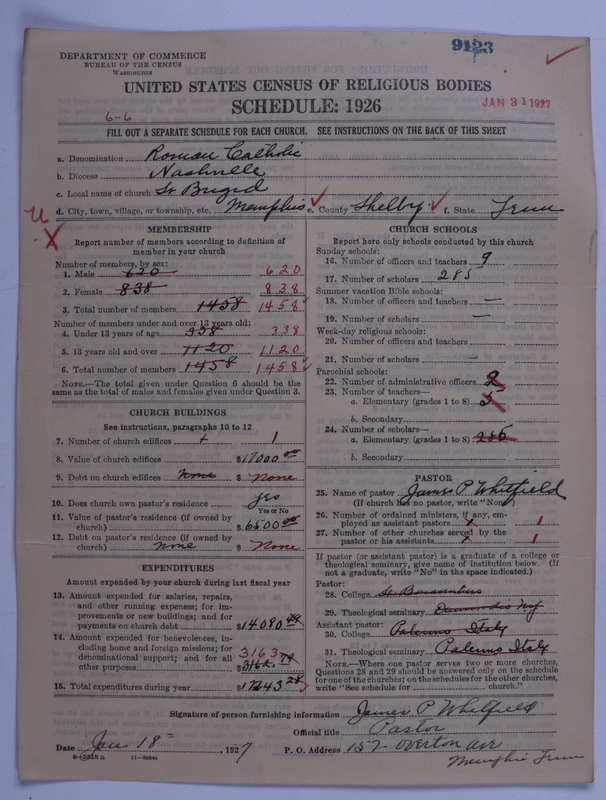 9123
DEPARTMENT OF COMMERCE
BUREAU OF THE CENSUS
WASHINGTON
UNITED STATES CENSUS OF RELIGIOUS BODIES
SCHEDULE: 1926
JAN 31 1927
6-6
FILL OUT A SEPARATE SCHEDULE FOR EACH CHURCH. SEE INSTRUCTIONS ON THE BACK OF THIS SHEET
a. Denomination Roman Catholic
b. Diocese Nashville
c. Local name of church St Brigid
d. City, town, village, or township, etc. Memphis e. County Shelby f. State Tenn
U
X
MEMBERSHIP
Report number of members according to definition of
member in your church
Number of members, by sex:
1. Male 620 620
2. Female 838 838
3. Total number of members 1458 1458
Number of members under and over 13 years old:
4. Under 13 years of age 338 338
5. 13 years old and over 1120 1120
6. Total number of members 1458 1458
NOTE.—The total given under Question 6 should be
same as the total of males and females given under Question 3.
CHURCH BUILDINGS
See instructions, paragraphs 10 to 12
7. Number of church edifices 1
8. Value of church edifices $17000.00
9. Debt on church edifices none $ None
10. Does church own pastor's residence yes
Yes or No
11. Value of pastor's residence (if owned by
church) $6500.00
12. Debt on pastor's residence (if owned by
church) none $ None
EXPENDITURES
Amount expended by your church during last fiscal year
13. Amount expended for salaries, repairs,
and other running expenses; for im-
provements or new buildings; and for
payments on church debt $14080
14. Amount expended for benevolences, in-
cluding home and foreign missions; for
denominational support; and for all
other purposes 3163 $3162
15. Total expenditures during year $17243
CHURCH SCHOOLS
Report here only schools conducted by this church
Sunday schools:
16. Number of officers and teachers 9
17. Number of scholars 285
Summer vacation Bible schools:
18. Number of officers and teachers —
19. Number of scholars —
Week-day religious schools:
20. Number of officers and teachers
21. Number of scholars —
Parochial schools:
22. Number of administrative officers 2
23. Number of teachers—
a. Elementary (grades 1 to 8) 5
b. Secondary
24. Number of scholars—
a. Elementary (grades 1 to 8) 285
b. Secondary
PASTOR
25. Name of pastor James P Whitfield
(If church has no pastor, write "None")
26. Number of ordained ministers, if any, em-
ployed as assistant pastors 1
27. Number of other churches served by the
pastor or his assistants 1
If pastor (or assistant pastor) is a graduate of a college or
theological seminary, give name of institution below. (If
not a graduate, write "No" in the space indicated.)
Pastor:
28. College St Bonaventure
29. Theological seminary
Assistant pastor:
30. College Palermo Italy
31. Theological seminary Palermo Italy
NOTE.—Where one pastor serves two or more churches,
Questions 28 and 29 should be answered only on the schedule
for one of the churches; on the schedules for the other churches,
write "See schedule for church."
Signature of person furnishing information James P Whitfield
Official title Pastor
Date Jan 18, 1927 P. O. Address 157 Overton Ave
Memphis Tenn